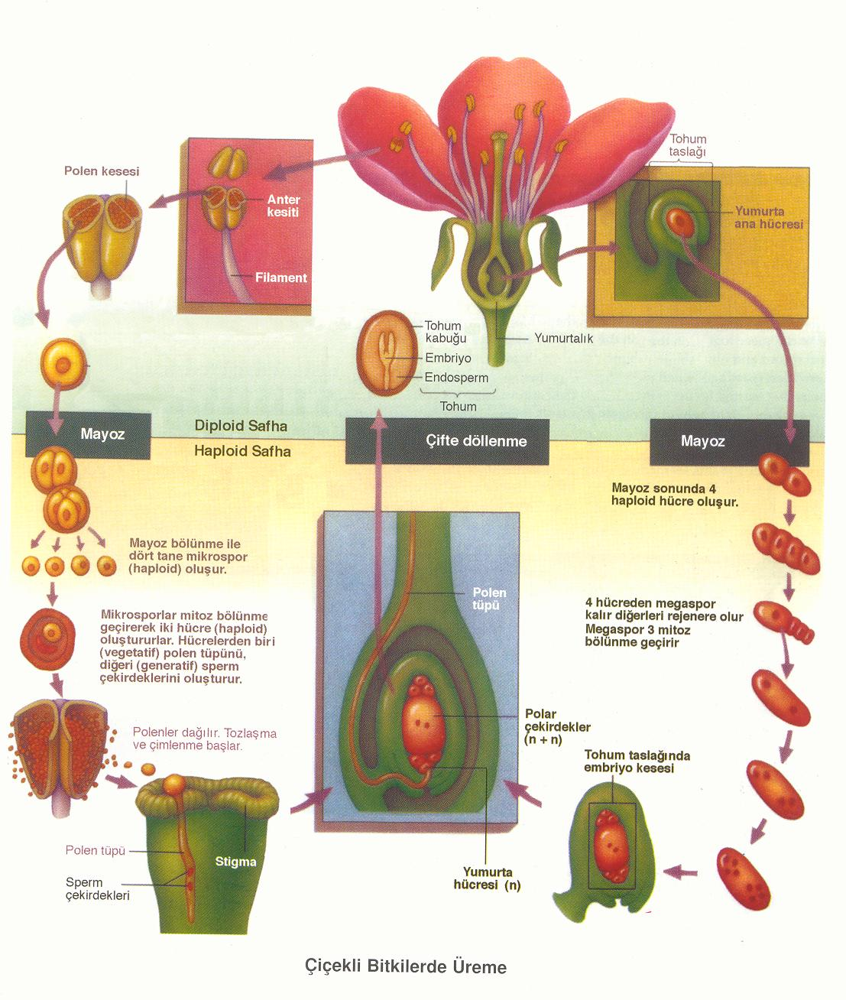 Tohum
taslağı
Polen kesesi
Anter
kesiti
Yumurta
ana hücresi
Filament
Tohum
kabuğu
Yumurtalık
Embriyo
Endosperm
Tohum
Diploid Safha
Mayoz
Çifte döllenme
Mayoz
Haploid Safha
Mayoz sonunda 4
haploid hücre oluşur.
Mayoz bölünme ile
dört tane mikrospor
(haploid) oluşur.
Polen
tüpü
4 hücreden megaspor
kalır diğerleri rejenere olur
Megaspor 3 mitoz
bölünme geçirir
Mikrosporlar mitoz bölünme
geçirerek iki hücre (haploid)
oluştururlar. Hücrelerden biri
(vegetatif) polen tüpünü,
diğeri (generatif) sperm
çekirdeklerini oluşturur.
Polar
çekirdekler
(n + n)
Polenler dağılır. Tozlaşma
ve çimlenme başlar.
Tohum taslağında
embriyo kesesi
Polen tüpü
Stigma
Sperm
çekirdekleri
Yumurta
hücresi (n)
Çiçekli Bitkilerde Üreme